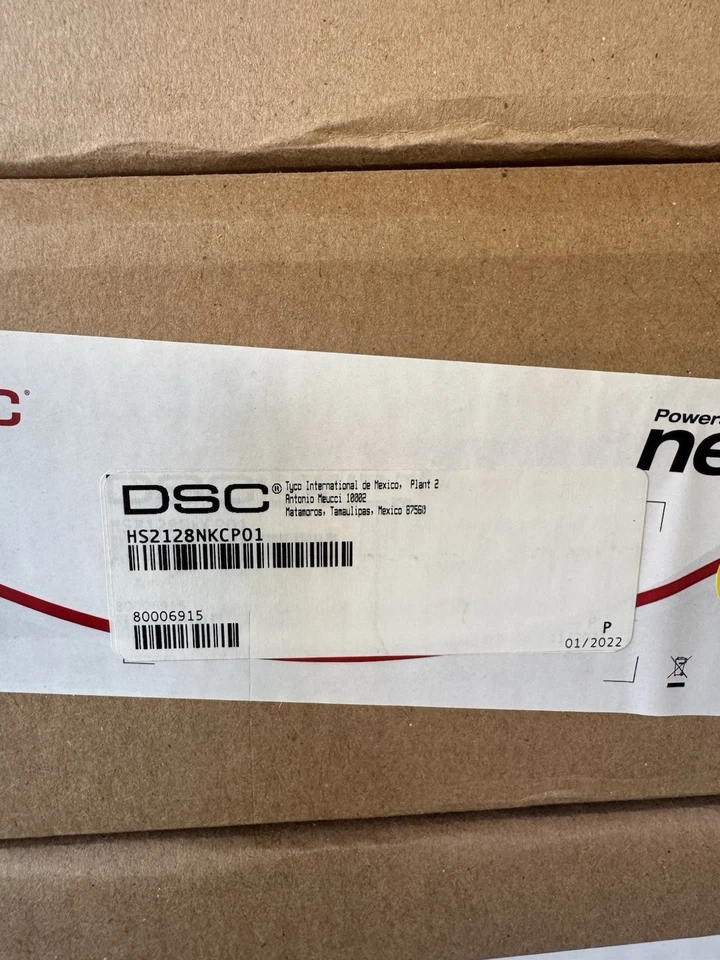 C®
Power
ne
DSC® Tyco International de Mexico, Plant 2
Antonio Meucci 10002
Matamoros, Tamaulipas, Mexico 87560
HS2128NKCP01
80006915
P
01/2022